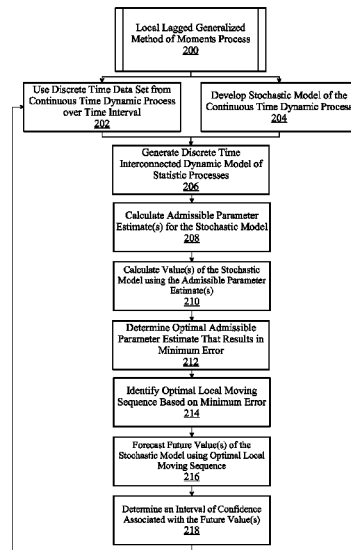 Local Lagged Generalized
Method of Moments Process
200
Use Discrete Time Data Set from
Continuous Time Dynamic Process
over Time Interval
202
Develop Stochastic Model of the
Continuous Time Dynamic Process
204
Generate Discrete Time
Interconnected Dynamic Model of
Statistic Processes
206
Calculate Admissible Parameter
Estimate(s) for the Stochastic Model
208
Calculate Value(s) of the Stochastic
Model using the Admissible Parameter
Estimate(s)
210
Determine Optimal Admissible
Parameter Estimate That Results in
Minimum Error
212
Identify Optimal Local Moving
Sequence Based on Minimum Error
214
Forecast Future Value(s) of the
Stochastic Model using Optimal Local
Moving Sequence
216
Determine an Interval of Confidence
Associated with the Future Value(s)
218